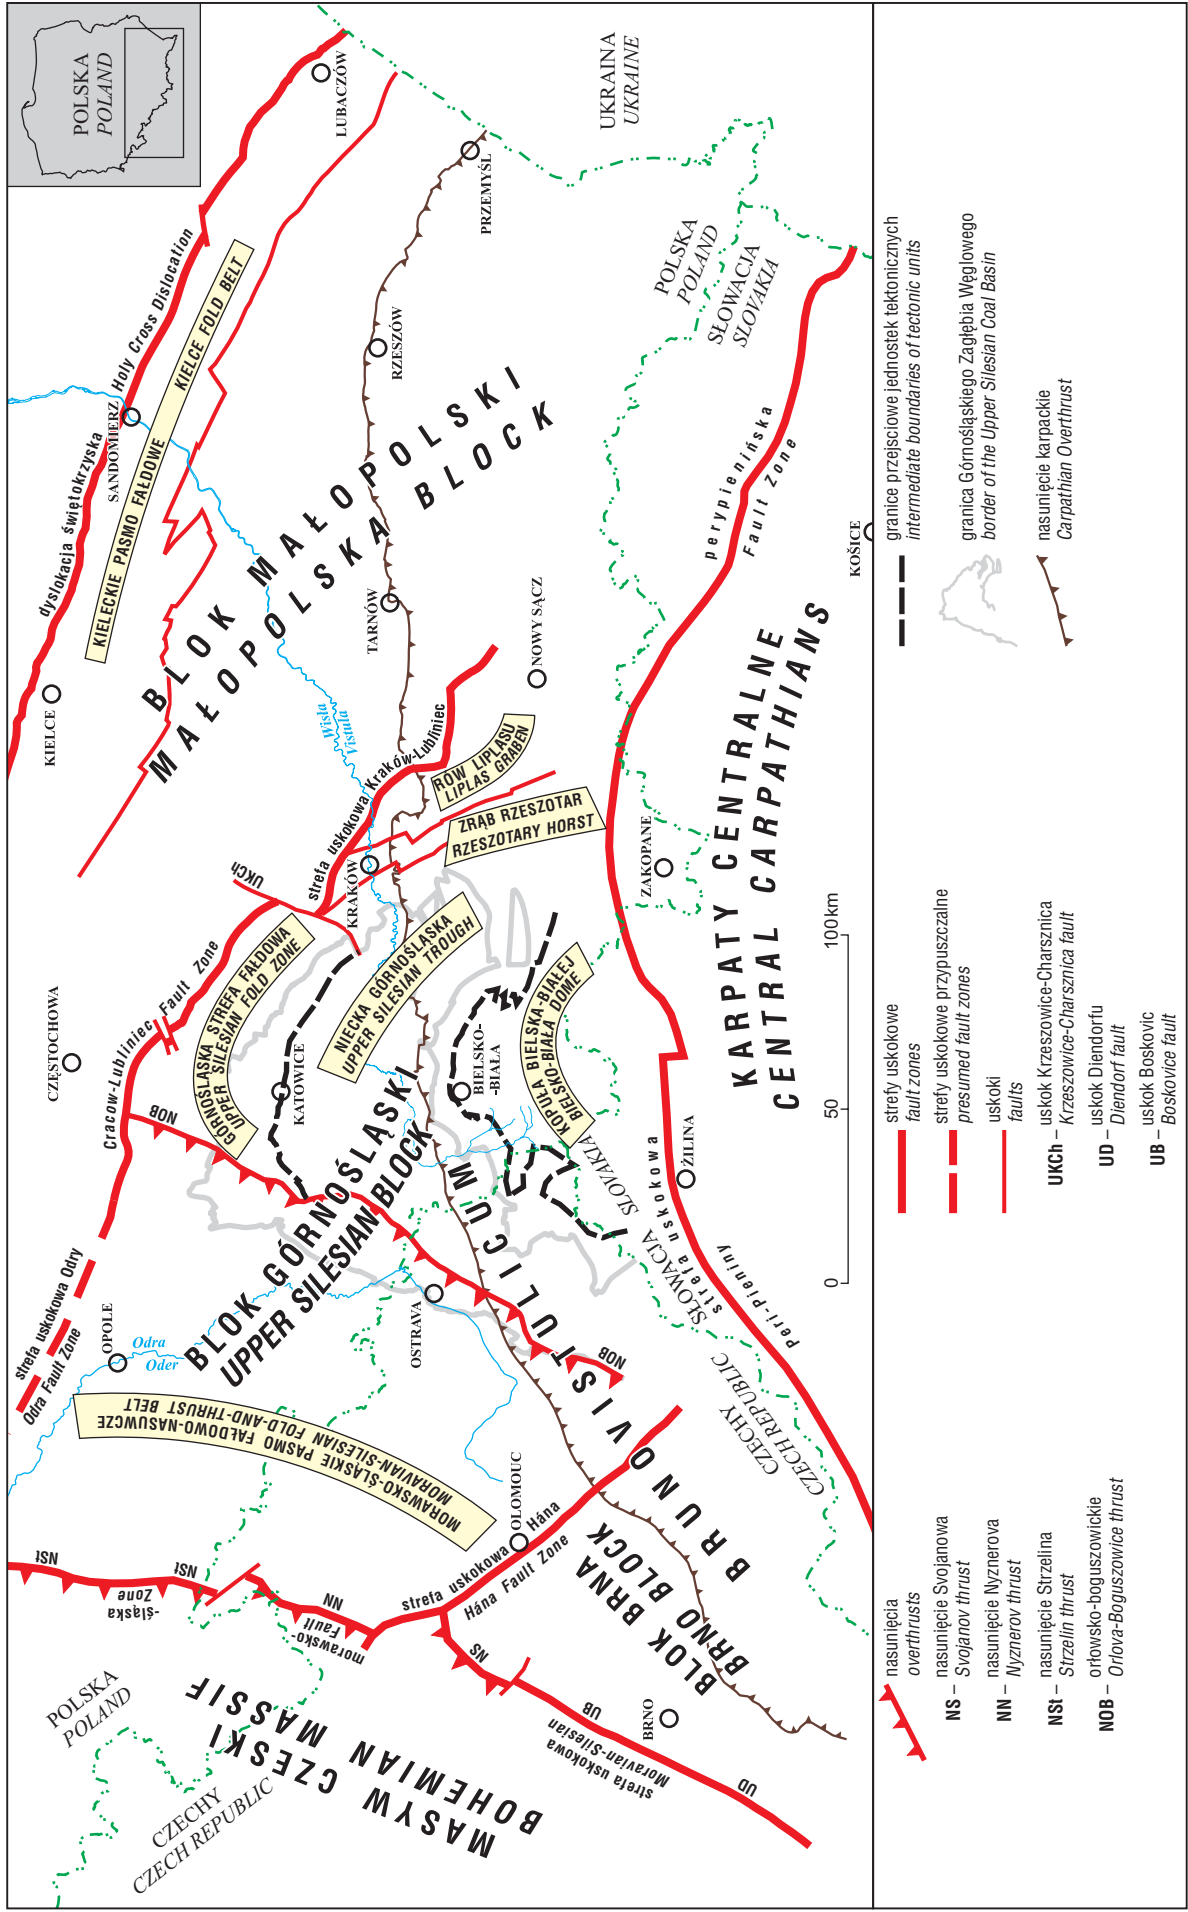 POLSKA
POLAND
LUBACZÓW
UKRAINA
UKRAINE
PRZEMYŚL
dyslokacja świętokrzyska
Holy Cross Dislocation
KIELECKIE PASMO FAŁDOWE
KIELCE FOLD BELT
SANDOMIERZ
KIELCE
RZESZÓW
BLOK MAŁOPOLSKI
MAŁOPOLSKA BLOCK
TARNÓW
Wisła
Vistula
NOWY SĄCZ
POLSKA
POLAND
SŁOWACJA
SLOVAKIA
perypienińska
Fault Zone
KOŠICE
strefa uskokowa Kraków-Lubliniec
RÓW LIPLASU
LIPLAS GRABEN
ZRĄB RZESZOTAR
RZESZOTARY HORST
UKCh
KRAKÓW
ZAKOPANE
KARPATY CENTRALNE
CENTRAL CARPATHIANS
CZĘSTOCHOWA
Cracow-Lubliniec Fault Zone
GÓRNOŚLĄSKA STREFA FAŁDOWA
UPPER SILESIAN FOLD ZONE
NIECKA GÓRNOŚLĄSKA
UPPER SILESIAN TROUGH
KATOWICE
BIELSKO-
-BIAŁA
KOPUŁA BIELSKA-BIAŁEJ
BIELSKO-BIAŁA DOME
NOB
BLOK GÓRNOŚLĄSKI
UPPER SILESIAN BLOCK
SŁOWACJA
SLOVAKIA
ŻILINA
strefa uskokowa
Peri-Pieniny
strefa uskokowa Odry
Odra Fault Zone
OPOLE
Odra
Oder
OSTRAVA
NOB
BRUNOVISTULICUM
MORAWSKO-ŚLĄSKIE PASMO FAŁDOWO-NASUWCZE
MORAVIAN-SILESIAN FOLD-AND-THRUST BELT
CZECHY
CZECH REPUBLIC
OLOMOUC
strefa uskokowa Hána
Hána Fault Zone
BLOK BRNA
BRNO BLOCK
NSt
NSt
-śląska
Zone
NN
morawsko-
Fault
NS
UB
strefa uskokowa
Moravian-Silesian
BRNO
UD
POLSKA
POLAND
CZECHY
CZECH REPUBLIC
MASYW CZESKI
BOHEMIAN MASSIF
0 50 100km
nasunięcia
overthrusts
NS – nasunięcie Svojanowa
Svojanov thrust
NN – nasunięcie Nyznerova
Nyznerov thrust
NSt – nasunięcie Strzelina
Strzelin thrust
NOB – orłowsko-boguszowickie
Orlova-Boguszowice thrust
strefy uskokowe
fault zones
strefy uskokowe przypuszczalne
presumed fault zones
uskoki
faults
UKCh – uskok Krzeszowice-Charsznica
Krzeszowice-Charsznica fault
UD – uskok Diendorfu
Diendorf fault
UB – uskok Boskovic
Boskovice fault
granice przejściowe jednostek tektonicznych
intermediate boundaries of tectonic units
granica Górnośląskiego Zagłębia Węglowego
border of the Upper Silesian Coal Basin
nasunięcie karpackie
Carpathian Overthrust